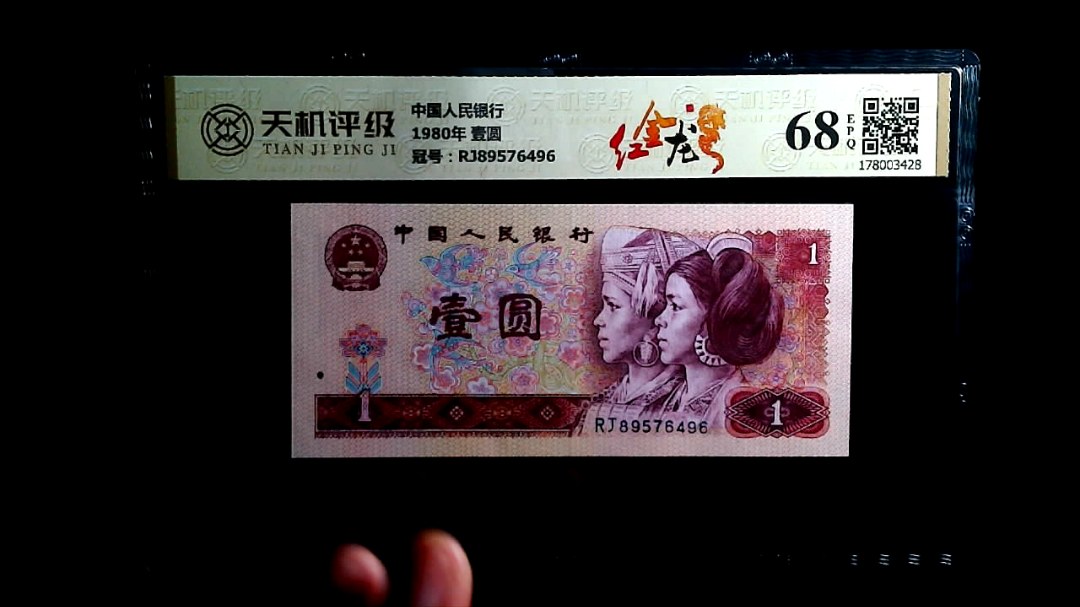 天机评级
TIAN JI PING JI
中国人民银行
1980年 壹圆
冠号：RJ89576496
红金龙
68
EPQ
178003428
中国人民银行
1
壹圆
1
RJ89576496
1